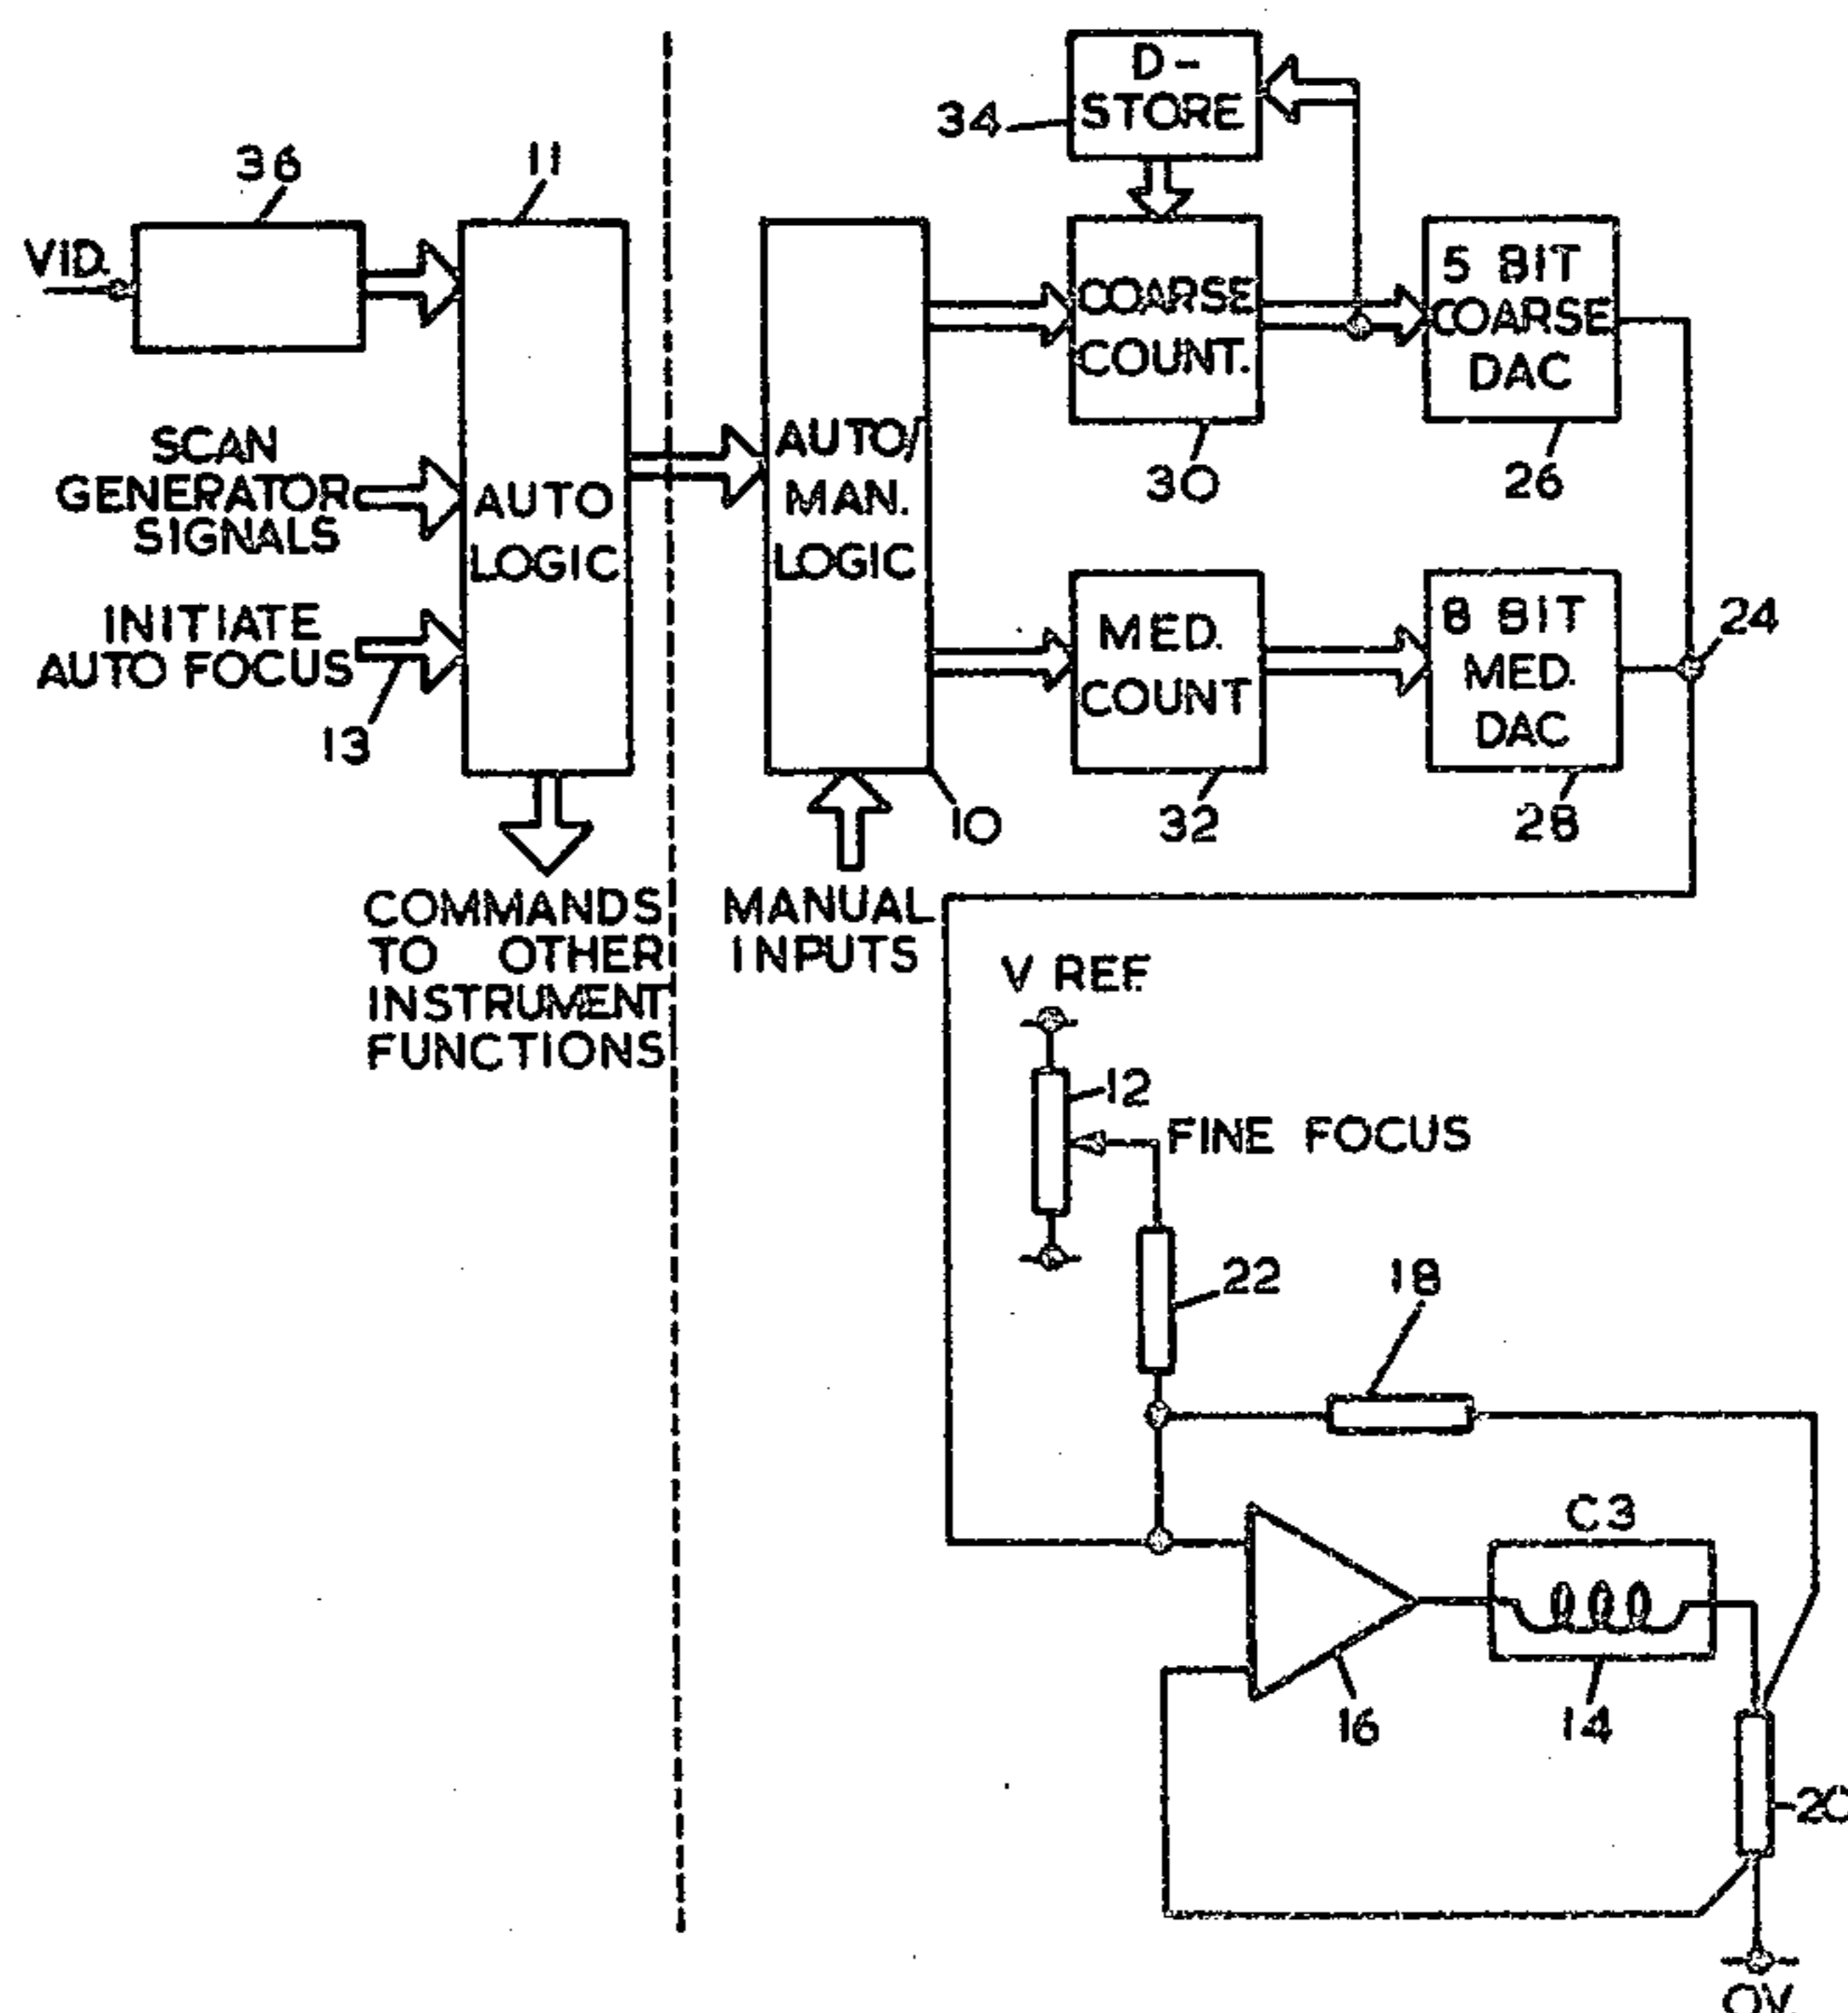 D-
STORE
34
36
11
VID.
5 BIT
COARSE
DAC
COARSE
COUNT.
30
26
SCAN
GENERATOR
SIGNALS
AUTO
LOGIC
AUTO/
MAN.
LOGIC
INITIATE
AUTO FOCUS
13
MED.
COUNT
8 BIT
MED.
DAC
24
10
32
28
COMMANDS
TO OTHER
INSTRUMENT
FUNCTIONS
MANUAL
INPUTS
V REF.
12
FINE FOCUS
22
18
C3
16
14
20
OV.